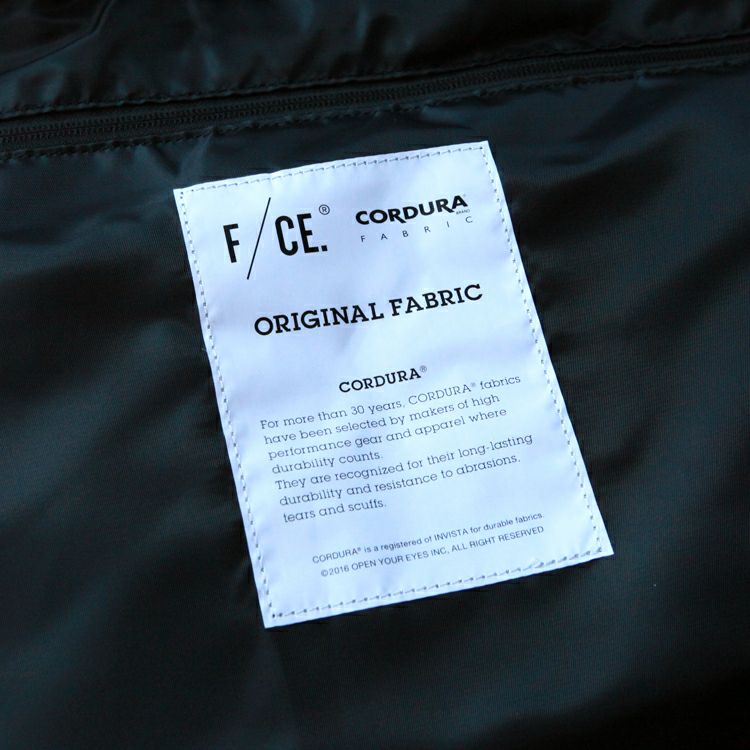 F/CE.®
CORDURA
BRAND
FABRIC
ORIGINAL FABRIC
CORDURA®
For more than 30 years, CORDURA® fabrics
have been selected by makers of high
performance gear and apparel where
durability counts.
They are recognized for their long-lasting
durability and resistance to abrasions,
tears and scuffs.
CORDURA® is a registered of INVISTA for durable fabrics.
©2016 OPEN YOUR EYES INC, ALL RIGHT RESERVED